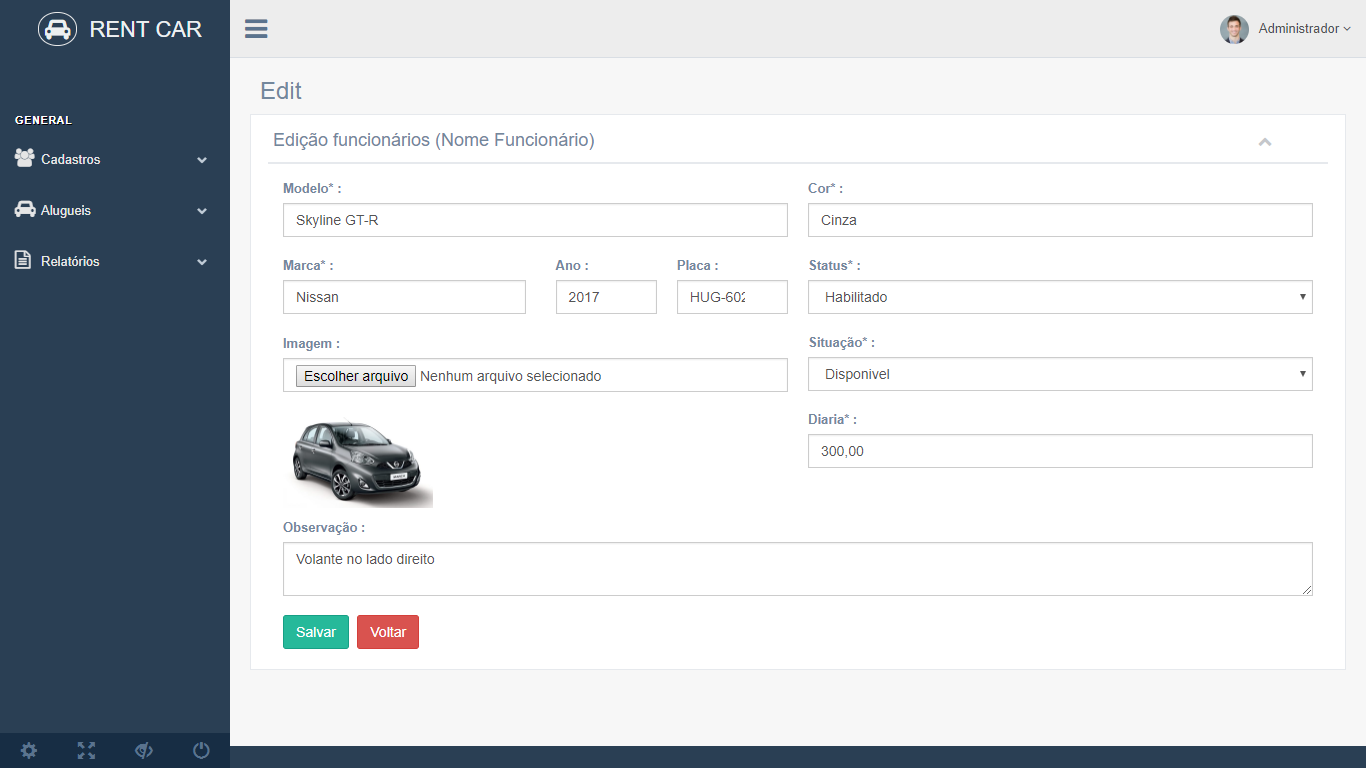 RENT CAR
Administrador
Edit
GENERAL
Cadastros
Alugueis
Relatórios
Edição funcionários (Nome Funcionário)
Modelo* :
Skyline GT-R
Cor* :
Cinza
Marca* :
Nissan
Ano :
2017
Placa :
HUG-602
Status* :
Habilitado
Imagem :
Escolher arquivo Nenhum arquivo selecionado
Situação* :
Disponivel
Diaria* :
300,00
Observação :
Volante no lado direito
Salvar Voltar